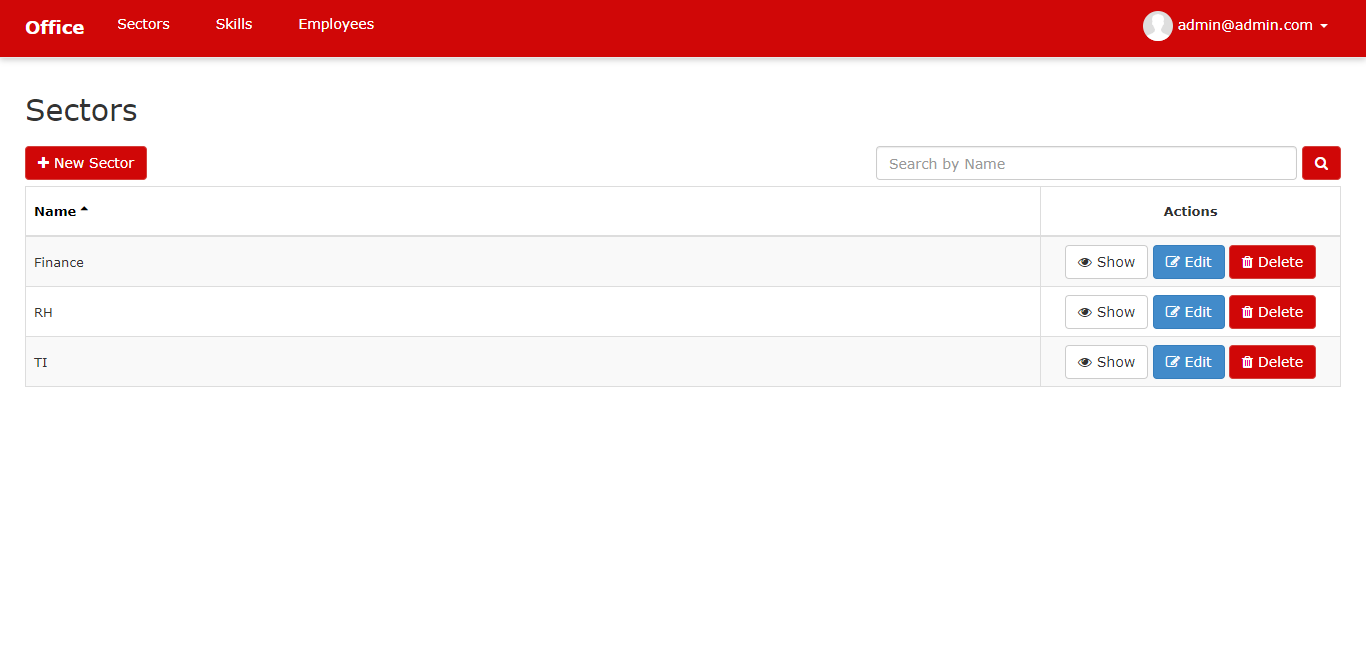 Office Sectors Skills Employees admin@admin.com
Sectors
New Sector Search by Name
Name Actions
Finance Show Edit Delete
RH Show Edit Delete
TI Show Edit Delete